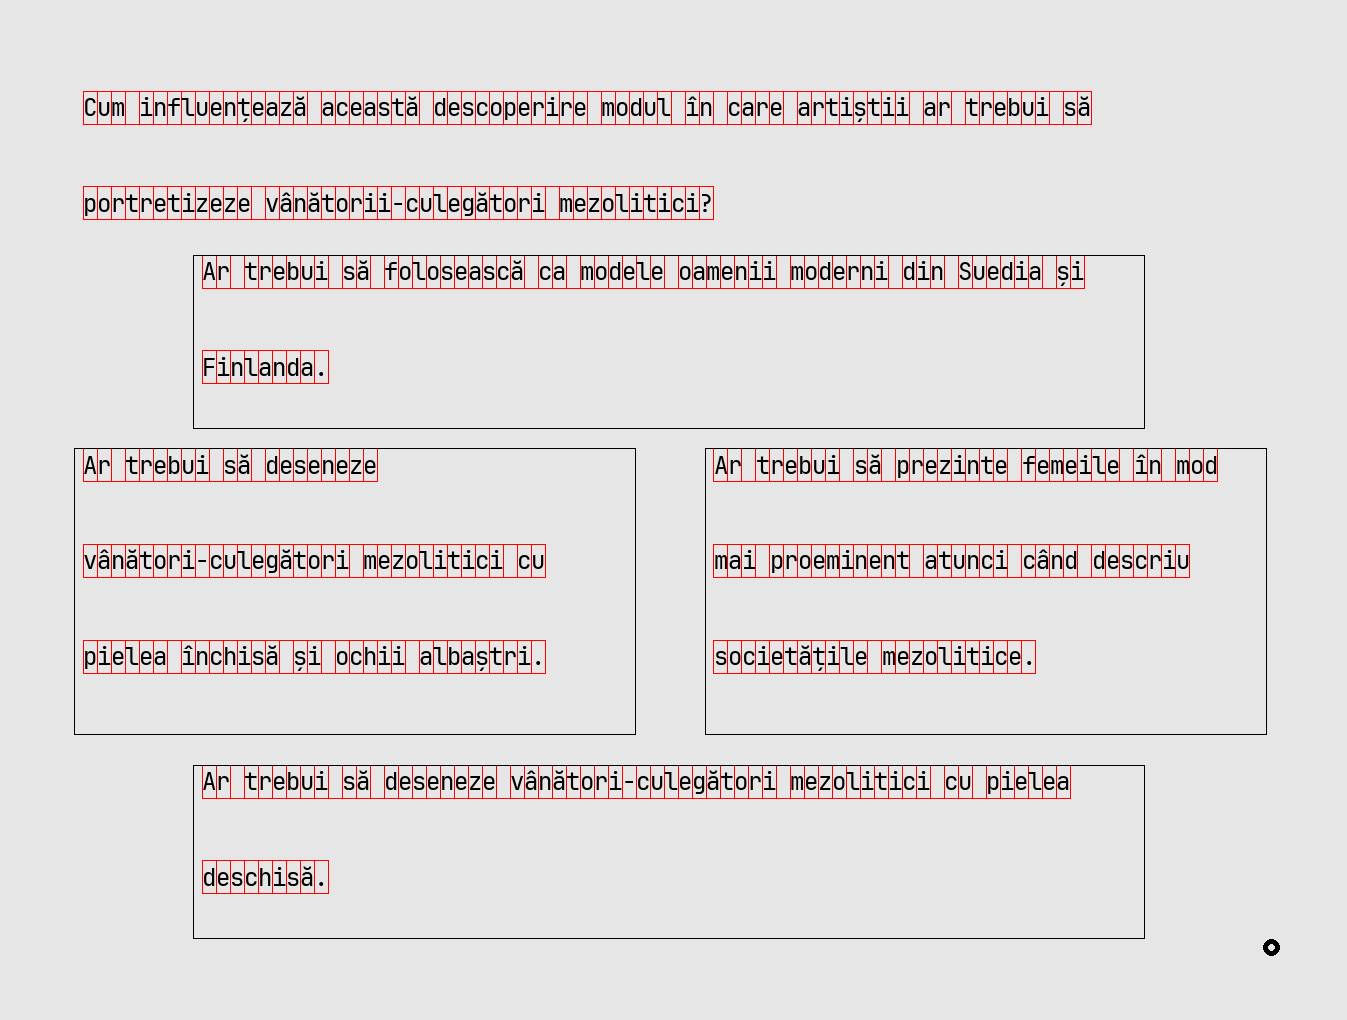 Cum influențează această descoperire modul în care artiștii ar trebui să
portretizeze vânătorii-culegători mezolitici?
Ar trebui să folosească ca modele oamenii moderni din Suedia și
Finlanda.
Ar trebui să deseneze
vânători-culegători mezolitici cu
pielea închisă și ochii albaștri.
Ar trebui să prezinte femeile în mod
mai proeminent atunci când descriu
societățile mezolitice.
Ar trebui să deseneze vânători-culegători mezolitici cu pielea
deschisă.